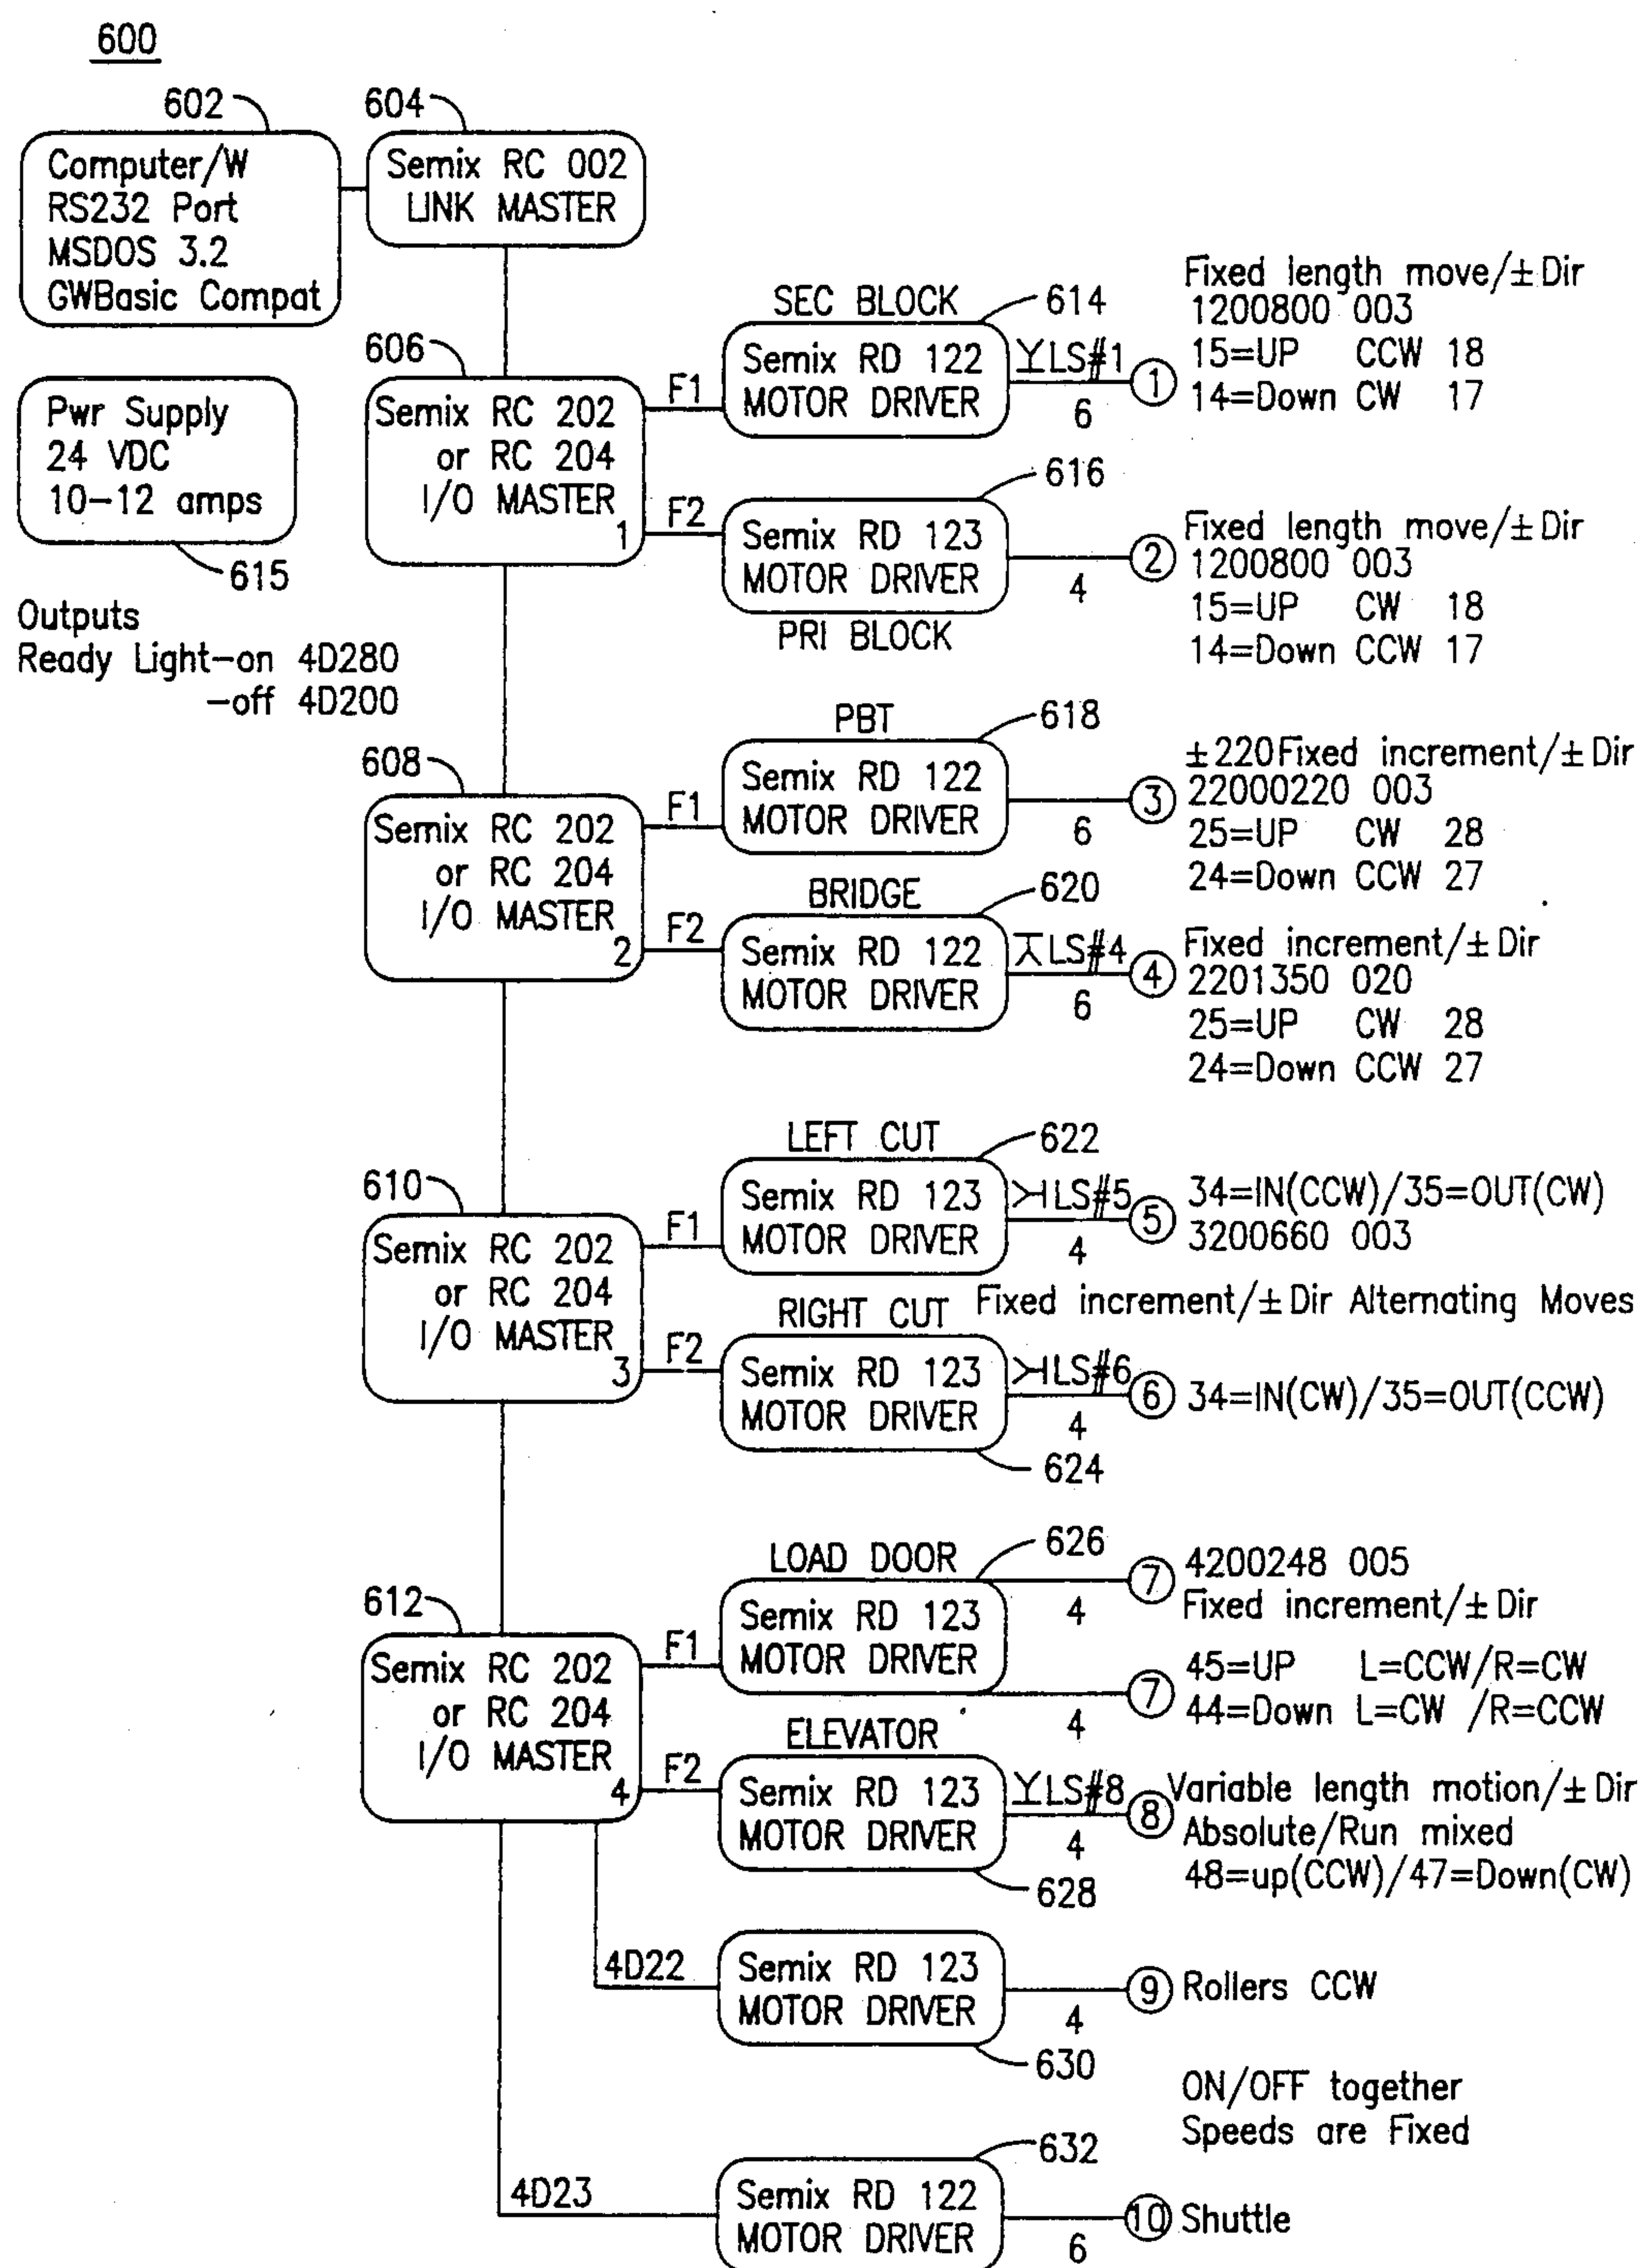 600
602
604
Computer/W
RS232 Port
MSDOS 3.2
GWBasic Compat
Semix RC 002
LINK MASTER
Pwr Supply
24 VDC
10-12 amps
615
Outputs
Ready Light-on 4D280
-off 4D200
606
Semix RC 202
or RC 204
I/O MASTER
1
F1
SEC BLOCK
614
Semix RD 122
MOTOR DRIVER
LS#1
6
1
Fixed length move/±Dir
1200800 003
15=UP CCW 18
14=Down CW 17
F2
616
Semix RD 123
MOTOR DRIVER
PRI BLOCK
4
2
Fixed length move/±Dir
1200800 003
15=UP CW 18
14=Down CCW 17
608
Semix RC 202
or RC 204
I/O MASTER
2
F1
PBT
618
Semix RD 122
MOTOR DRIVER
6
3
±220Fixed increment/±Dir
22000220 003
25=UP CW 28
24=Down CCW 27
F2
BRIDGE
620
Semix RD 122
MOTOR DRIVER
LS#4
6
4
Fixed increment/±Dir
2201350 020
25=UP CW 28
24=Down CCW 27
610
Semix RC 202
or RC 204
I/O MASTER
3
F1
LEFT CUT
622
Semix RD 123
MOTOR DRIVER
LS#5
4
5
34=IN(CCW)/35=OUT(CW)
3200660 003
Fixed increment/±Dir Alternating Moves
F2
RIGHT CUT
Semix RD 123
MOTOR DRIVER
624
LS#6
4
6
34=IN(CW)/35=OUT(CCW)
612
Semix RC 202
or RC 204
I/O MASTER
4
F1
LOAD DOOR
626
Semix RD 123
MOTOR DRIVER
4
7
4200248 005
Fixed increment/±Dir
4
7
45=UP L=CCW/R=CW
44=Down L=CW /R=CCW
F2
ELEVATOR
Semix RD 123
MOTOR DRIVER
628
LS#8
4
8
Variable length motion/±Dir
Absolute/Run mixed
48=up(CCW)/47=Down(CW)
4D22
Semix RD 123
MOTOR DRIVER
630
4
9
Rollers CCW
ON/OFF together
Speeds are Fixed
4D23
632
Semix RD 122
MOTOR DRIVER
6
10
Shuttle